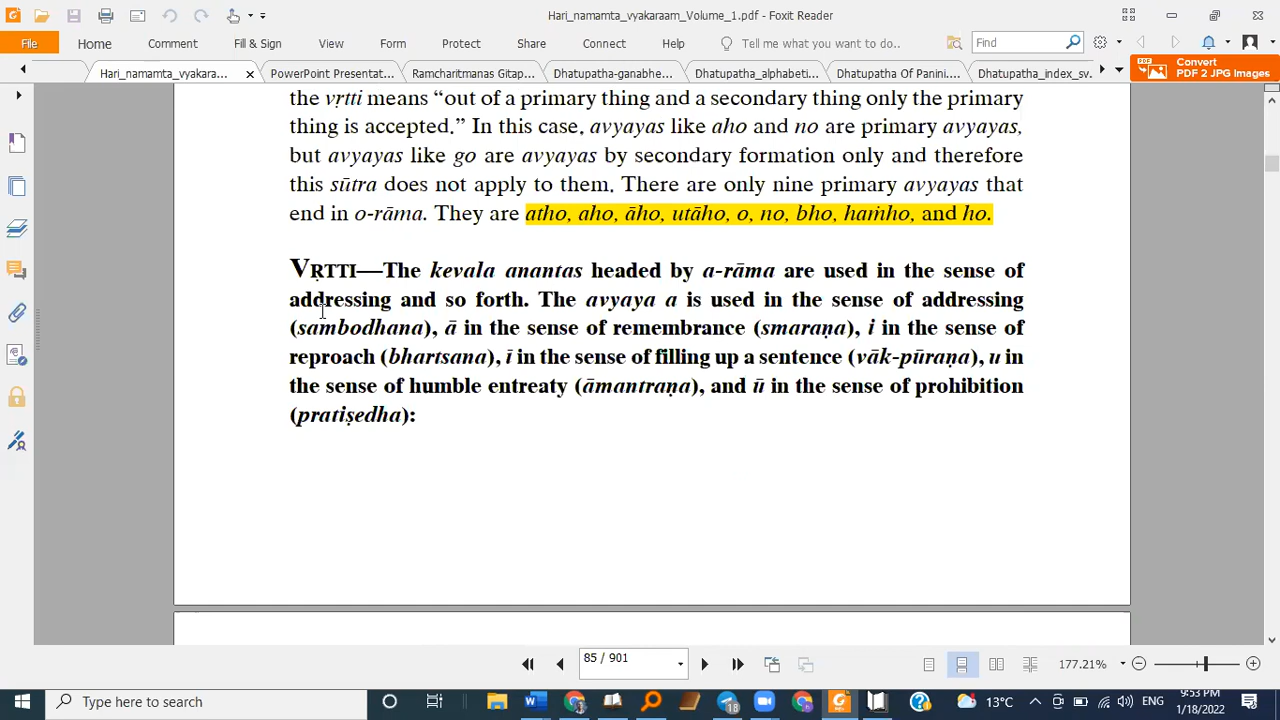 Hari_namamta_vyakaraam_Volume_1.pdf - Foxit Reader
File Home Comment Fill & Sign View Form Protect Share Connect Help Tell me what you want to do.. Find
Hari_namamta_vyakara... × PowerPoint Presentat... Ramcharitmanas Gitap... Dhatupatha-ganabhe... Dhatupatha_alphabeti... Dhatupatha Of Panini.... Dhatupatha_index_sv. Convert
PDF 2 JPG Images
the vṛtti means “out of a primary thing and a secondary thing only the primary
thing is accepted.” In this case, avyayas like aho and no are primary avyayas,
but avyayas like go are avyayas by secondary formation only and therefore
this sūtra does not apply to them. There are only nine primary avyayas that
end in o-rāma. They are atho, aho, āho, utāho, o, no, bho, haṁho, and ho.
VṚTTI—The kevala anantas headed by a-rāma are used in the sense of
addressing and so forth. The avyaya a is used in the sense of addressing
(sambodhana), ā in the sense of remembrance (smaraṇa), i in the sense of
reproach (bhartsana), ī in the sense of filling up a sentence (vāk-pūraṇa), u in
the sense of humble entreaty (āmantraṇa), and ū in the sense of prohibition
(pratiṣedha):
85 / 901 177.21%
Type here to search 13°C ENG 9:53 PM
1/18/2022